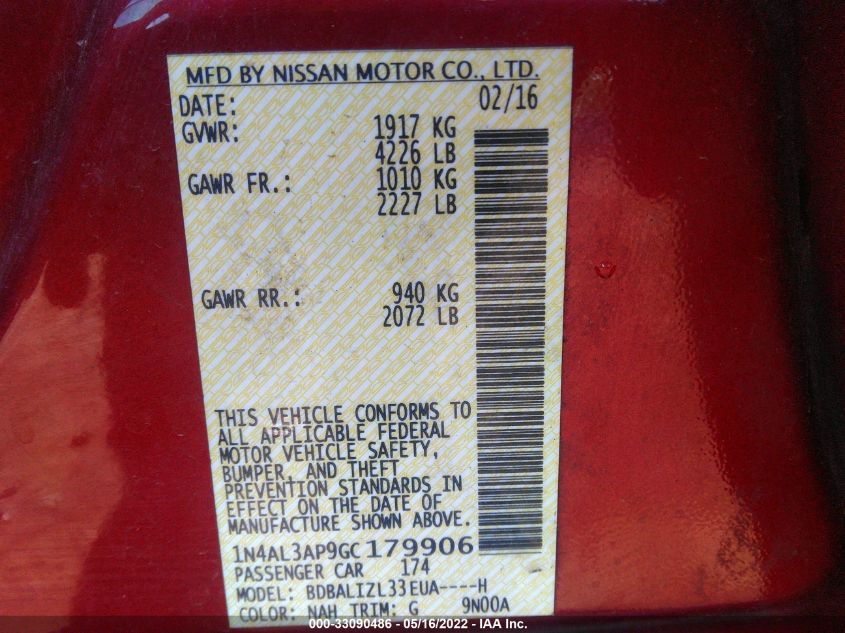 MFD BY NISSAN MOTOR CO., LTD.
DATE: 02/16
GVWR: 1917 KG
4226 LB
GAWR FR.: 1010 KG
2227 LB
GAWR RR.: 940 KG
2072 LB
THIS VEHICLE CONFORMS TO
ALL APPLICABLE FEDERAL
MOTOR VEHICLE SAFETY,
BUMPER, AND THEFT
PREVENTION STANDARDS IN
EFFECT ON THE DATE OF
MANUFACTURE SHOWN ABOVE.
1N4AL3AP9GC179906
PASSENGER CAR 174
MODEL: BDBALIZL33EUA----H
COLOR: NAH TRIM: G 9N00A
000-33090486 - 05/16/2022 - IAA Inc.